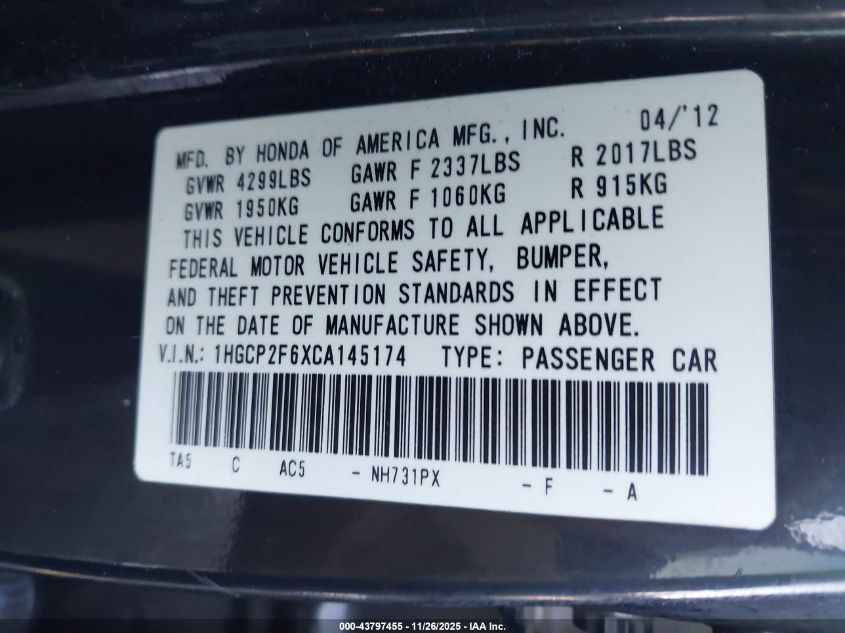 MFD. BY HONDA OF AMERICA MFG., INC. 04/'12
GVWR 4299LBS GAWR F 2337LBS R 2017LBS
GVWR 1950KG GAWR F 1060KG R 915KG
THIS VEHICLE CONFORMS TO ALL APPLICABLE
FEDERAL MOTOR VEHICLE SAFETY, BUMPER,
AND THEFT PREVENTION STANDARDS IN EFFECT
ON THE DATE OF MANUFACTURE SHOWN ABOVE.
V.I.N.: 1HGCP2F6XCA145174 TYPE: PASSENGER CAR
TA5 C AC5 - NH731PX - F - A
000-43797455 - 11/26/2025 - IAA Inc.